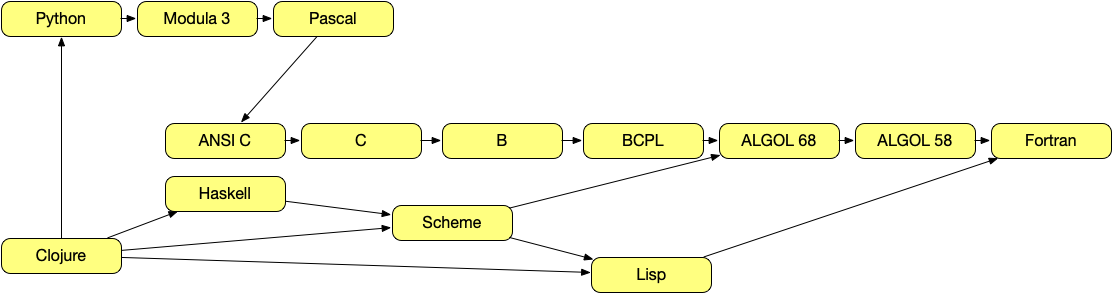 Python
Modula 3
Pascal
ANSI C
C
B
BCPL
ALGOL 68
ALGOL 58
Fortran
Haskell
Scheme
Clojure
Lisp